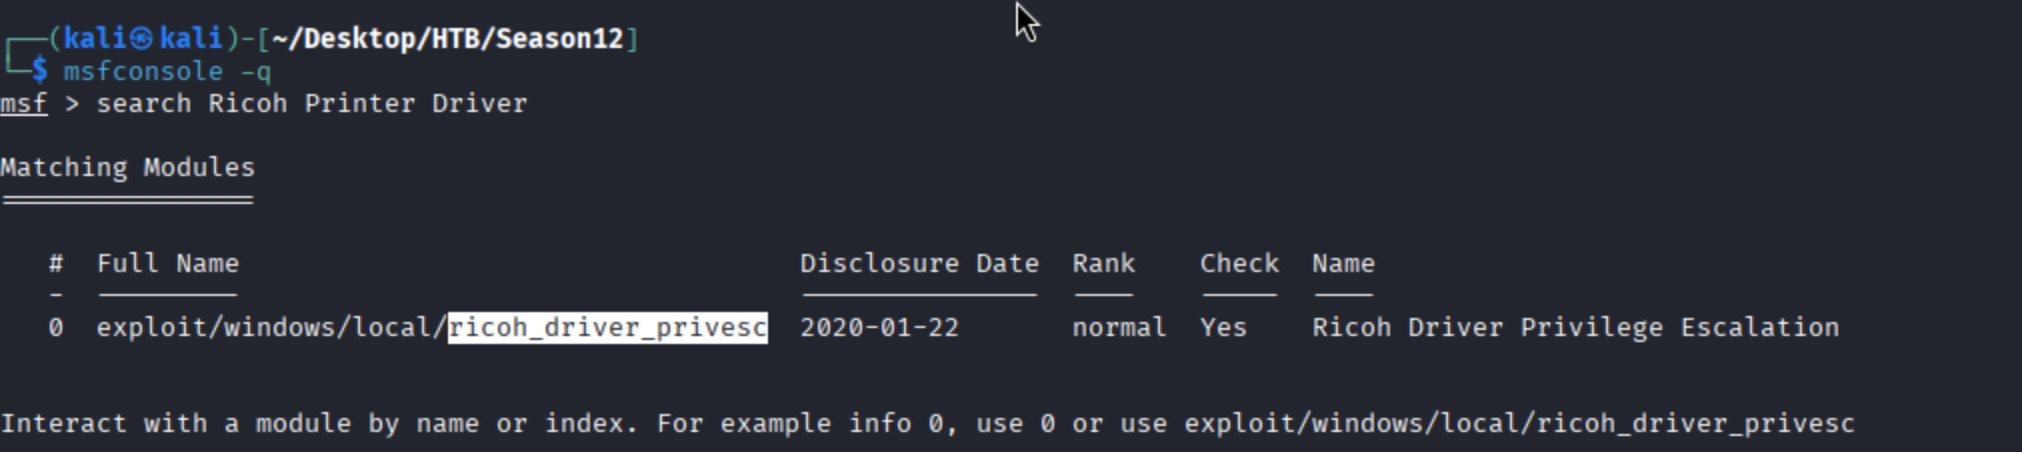 ┌──(kali㉿kali)-[~/Desktop/HTB/Season12]
└─$ msfconsole -q
msf > search Ricoh Printer Driver
Matching Modules
================
# Full Name Disclosure Date Rank Check Name
- --------- --------------- ---- ----- ----
0 exploit/windows/local/ricoh_driver_privesc 2020-01-22 normal Yes Ricoh Driver Privilege Escalation
Interact with a module by name or index. For example info 0, use 0 or use exploit/windows/local/ricoh_driver_privesc